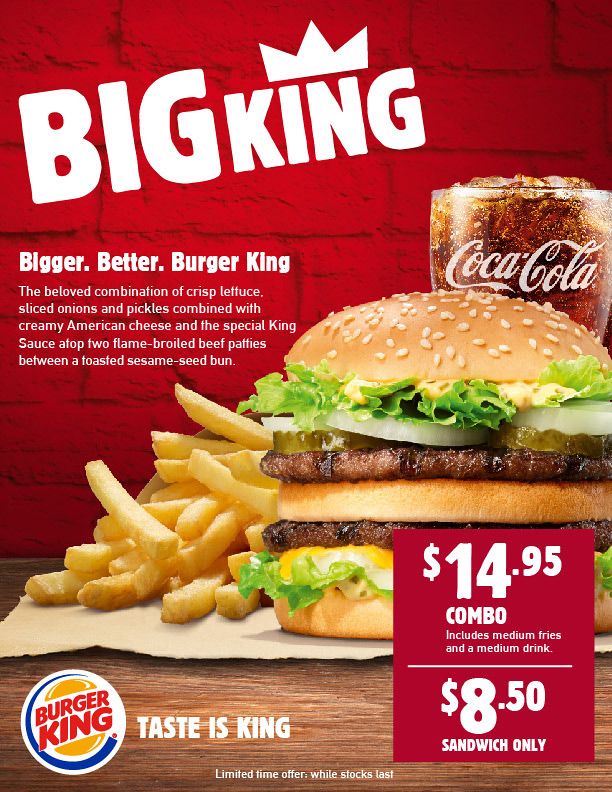 BIG KING
Bigger. Better. Burger King
The beloved combination of crisp lettuce,
sliced onions and pickles combined with
creamy American cheese and the special King
Sauce atop two flame-broiled beef patties
between a toasted sesame-seed bun.
Coca-Cola
$14.95
COMBO
Includes medium fries
and a medium drink.
$8.50
SANDWICH ONLY
BURGER
KING
®
TASTE IS KING
Limited time offer: while stocks last